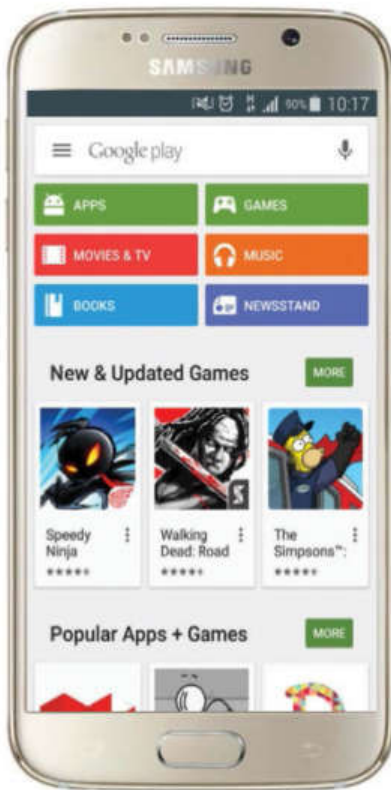 SAMSUNG
90% 10:17
Google play
APPS
GAMES
MOVIES & TV
MUSIC
BOOKS
NEWSSTAND
New & Updated Games
MORE
Speedy
Ninja
Walking
Dead: Road
The
Simpsons™:
Popular Apps + Games
MORE